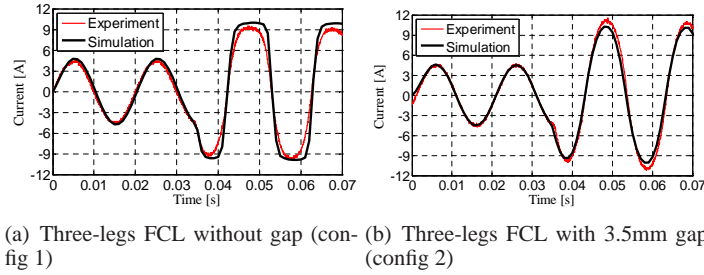 12
9
6
3
0
-3
-6
-9
-12
Current [A]
Experiment
Simulation
0 0.01 0.02 0.03 0.04 0.05 0.06 0.07
Time [s]
12
9
6
3
0
-3
-6
-9
-12
Current [A]
Experiment
Simulation
0 0.01 0.02 0.03 0.04 0.05 0.06 0.07
Time [s]
(a) Three-legs FCL without gap (con-
fig 1)
(b) Three-legs FCL with 3.5mm gap
(config 2)